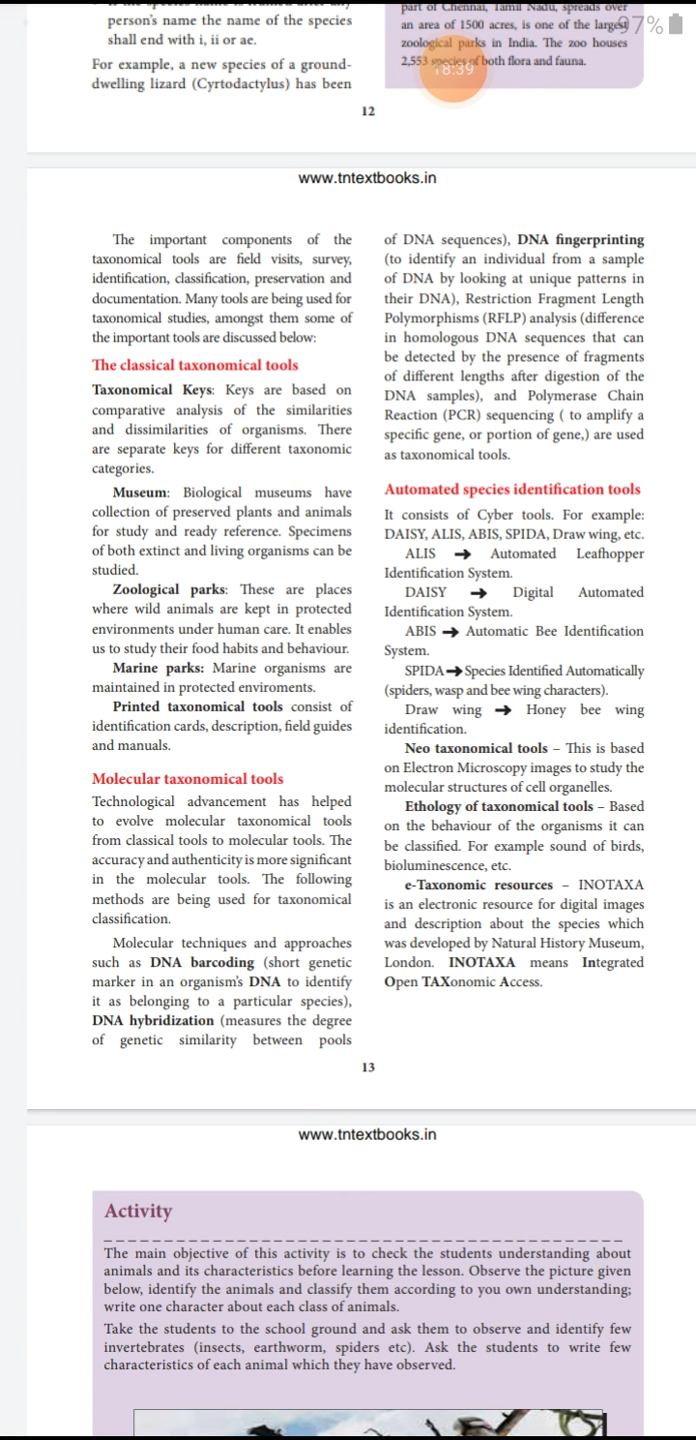 person's name the name of the species
shall end with i, ii or ae.
For example, a new species of a ground-
dwelling lizard (Cyrtodactylus) has been
part of Chennai, Tamil Nadu, spreads over
an area of 1500 acres, is one of the largest
zoological parks in India. The zoo houses
2,553 species of both flora and fauna.
97%
18:39
12
www.tntextbooks.in
The important components of the
taxonomical tools are field visits, survey,
identification, classification, preservation and
documentation. Many tools are being used for
taxonomical studies, amongst them some of
the important tools are discussed below:
The classical taxonomical tools
Taxonomical Keys: Keys are based on
comparative analysis of the similarities
and dissimilarities of organisms. There
are separate keys for different taxonomic
categories.
Museum: Biological museums have
collection of preserved plants and animals
for study and ready reference. Specimens
of both extinct and living organisms can be
studied.
Zoological parks: These are places
where wild animals are kept in protected
environments under human care. It enables
us to study their food habits and behaviour.
Marine parks: Marine organisms are
maintained in protected enviroments.
Printed taxonomical tools consist of
identification cards, description, field guides
and manuals.
Molecular taxonomical tools
Technological advancement has helped
to evolve molecular taxonomical tools
from classical tools to molecular tools. The
accuracy and authenticity is more significant
in the molecular tools. The following
methods are being used for taxonomical
classification.
Molecular techniques and approaches
such as DNA barcoding (short genetic
marker in an organism's DNA to identify
it as belonging to a particular species),
DNA hybridization (measures the degree
of genetic similarity between pools
of DNA sequences), DNA fingerprinting
(to identify an individual from a sample
of DNA by looking at unique patterns in
their DNA), Restriction Fragment Length
Polymorphisms (RFLP) analysis (difference
in homologous DNA sequences that can
be detected by the presence of fragments
of different lengths after digestion of the
DNA samples), and Polymerase Chain
Reaction (PCR) sequencing ( to amplify a
specific gene, or portion of gene,) are used
as taxonomical tools.
Automated species identification tools
It consists of Cyber tools. For example:
DAISY, ALIS, ABIS, SPIDA, Draw wing, etc.
ALIS → Automated Leafhopper
Identification System.
DAISY → Digital Automated
Identification System.
ABIS → Automatic Bee Identification
System.
SPIDA→Species Identified Automatically
(spiders, wasp and bee wing characters).
Draw wing → Honey bee wing
identification.
Neo taxonomical tools – This is based
on Electron Microscopy images to study the
molecular structures of cell organelles.
Ethology of taxonomical tools – Based
on the behaviour of the organisms it can
be classified. For example sound of birds,
bioluminescence, etc.
e-Taxonomic resources – INOTAXA
is an electronic resource for digital images
and description about the species which
was developed by Natural History Museum,
London. INOTAXA means Integrated
Open TAXonomic Access.
13
www.tntextbooks.in
Activity
The main objective of this activity is to check the students understanding about
animals and its characteristics before learning the lesson. Observe the picture given
below, identify the animals and classify them according to you own understanding;
write one character about each class of animals.
Take the students to the school ground and ask them to observe and identify few
invertebrates (insects, earthworm, spiders etc). Ask the students to write few
characteristics of each animal which they have observed.